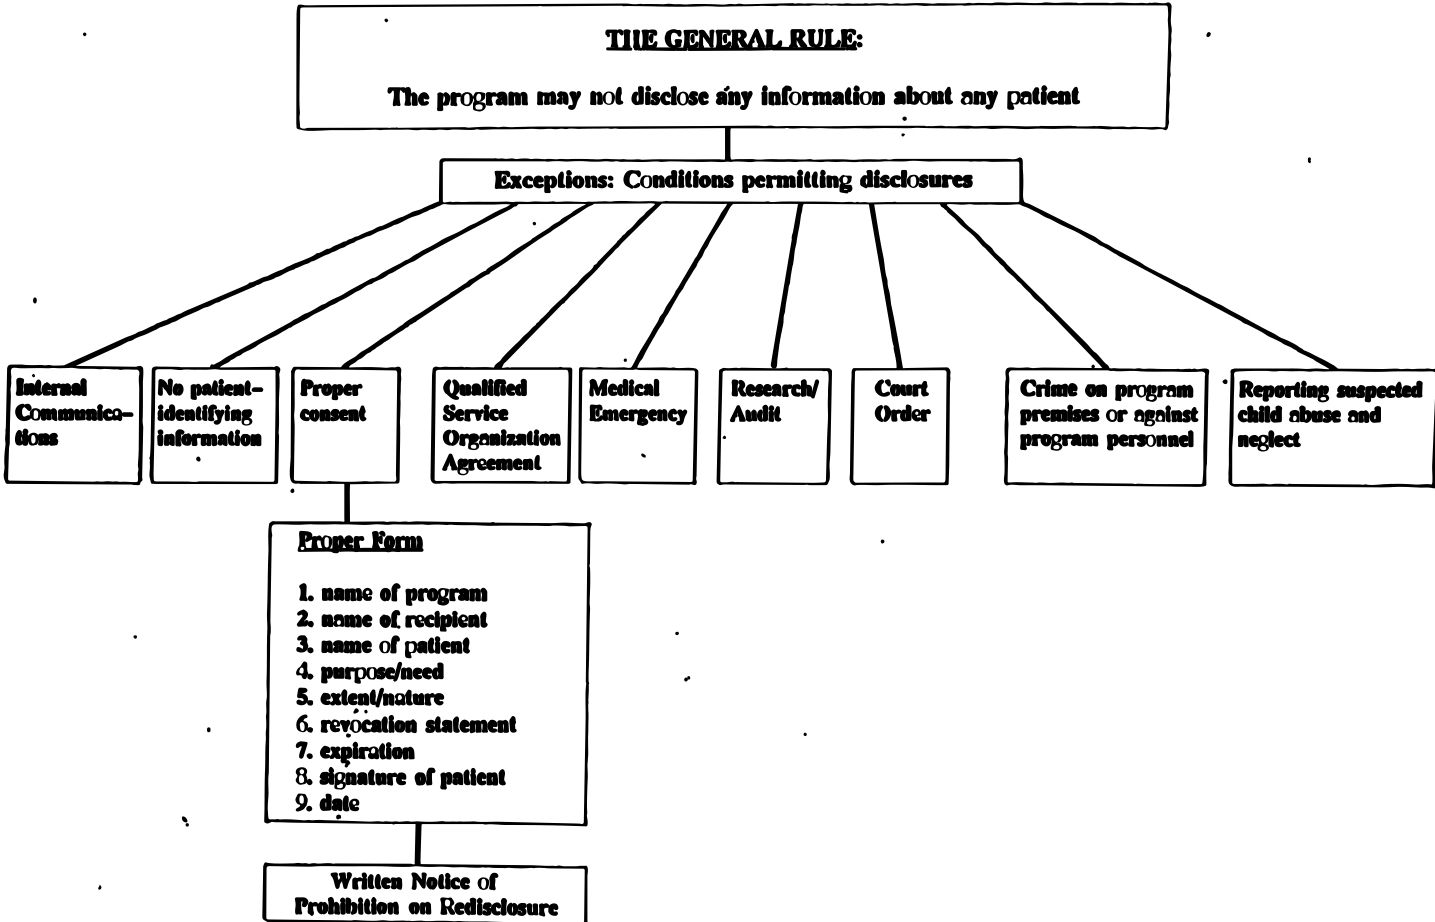 THE GENERAL RULE:
The program may not disclose any information about any patient
Exceptions: Conditions permitting disclosures
Internal
Communica-
tions
No patient-
identifying
information
Proper
consent
Qualified
Service
Organization
Agreement
Medical
Emergency
Research/
Audit
Court
Order
Crime on program
premises or against
program personnel
Reporting suspected
child abuse and
neglect
Proper Form
1. name of program
2. name of recipient
3. name of patient
4. purpose/need
5. extent/nature
6. revocation statement
7. expiration
8. signature of patient
9. date
Written Notice of
Prohibition on Redisclosure